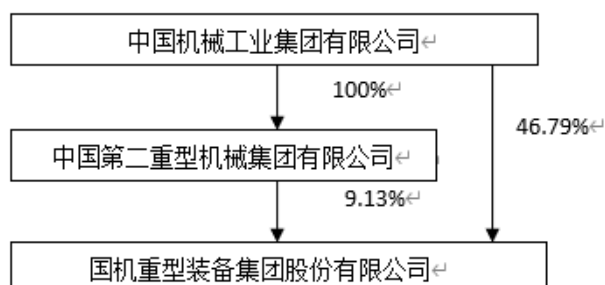 中国机械工业集团有限公司
100%
46.79%
中国第二重型机械集团有限公司
9.13%
国机重型装备集团股份有限公司